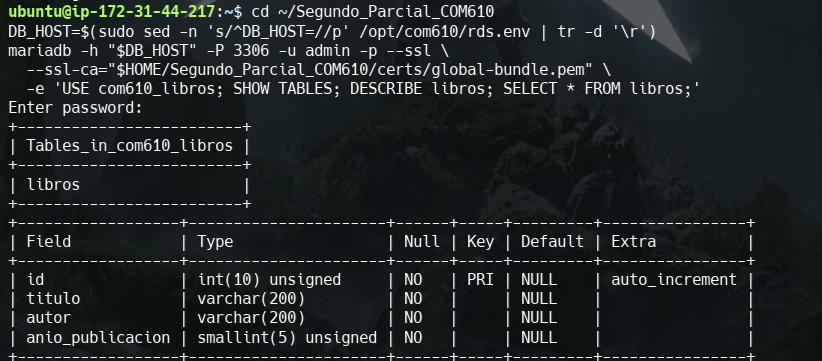 ubuntu@ip-172-31-44-217:~$ cd ~/Segundo_Parcial_COM610
DB_HOST=$(sudo sed -n 's/^DB_HOST=//p' /opt/com610/rds.env | tr -d '\r')
mariadb -h "$DB_HOST" -P 3306 -u admin -p --ssl \
  --ssl-ca="$HOME/Segundo_Parcial_COM610/certs/global-bundle.pem" \
  -e 'USE com610_libros; SHOW TABLES; DESCRIBE libros; SELECT * FROM libros;'
Enter password:
+-------------------------+
| Tables_in_com610_libros |
+-------------------------+
| libros                  |
+-------------------------+
+------------------+----------------------+------+-----+---------+----------------+
| Field            | Type                 | Null | Key | Default | Extra          |
+------------------+----------------------+------+-----+---------+----------------+
| id               | int(10) unsigned     | NO   | PRI | NULL    | auto_increment |
| titulo           | varchar(200)         | NO   |     | NULL    |                |
| autor            | varchar(200)         | NO   |     | NULL    |                |
| anio_publicacion | smallint(5) unsigned | NO   |     | NULL    |                |
+------------------+----------------------+------+-----+---------+----------------+